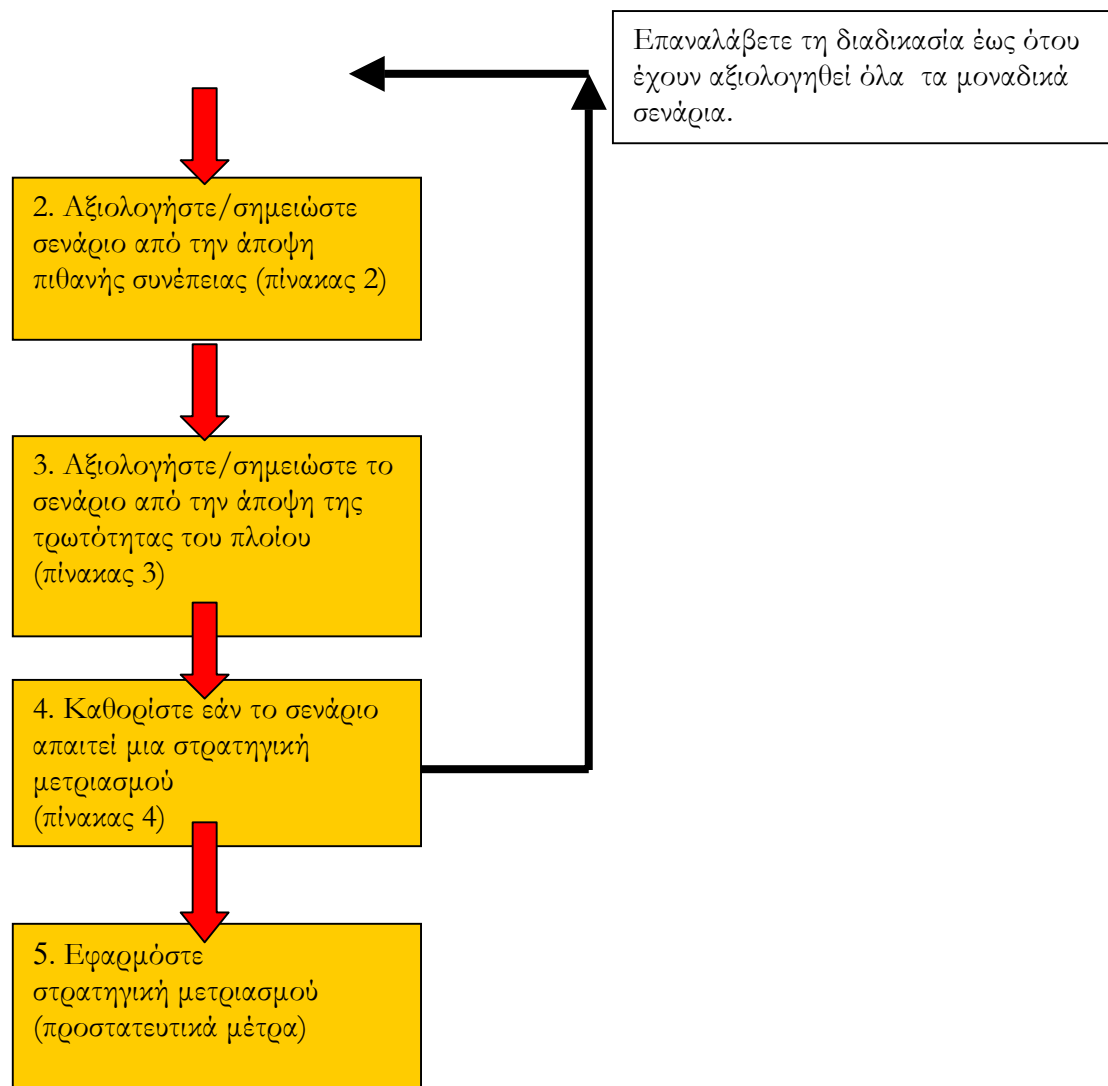 Επαναλάβετε τη διαδικασία έως ότου
έχουν αξιολογηθεί όλα τα μοναδικά
σενάρια.
2. Αξιολογήστε/σημειώστε
σενάριο από την άποψη
πιθανής συνέπειας (πίνακας 2)
3. Αξιολογήστε/σημειώστε το
σενάριο από την άποψη της
τρωτότητας του πλοίου
(πίνακας 3)
4. Καθορίστε εάν το σενάριο
απαιτεί μια στρατηγική
μετριασμού
(πίνακας 4)
5. Εφαρμόστε
στρατηγική μετριασμού
(προστατευτικά μέτρα)